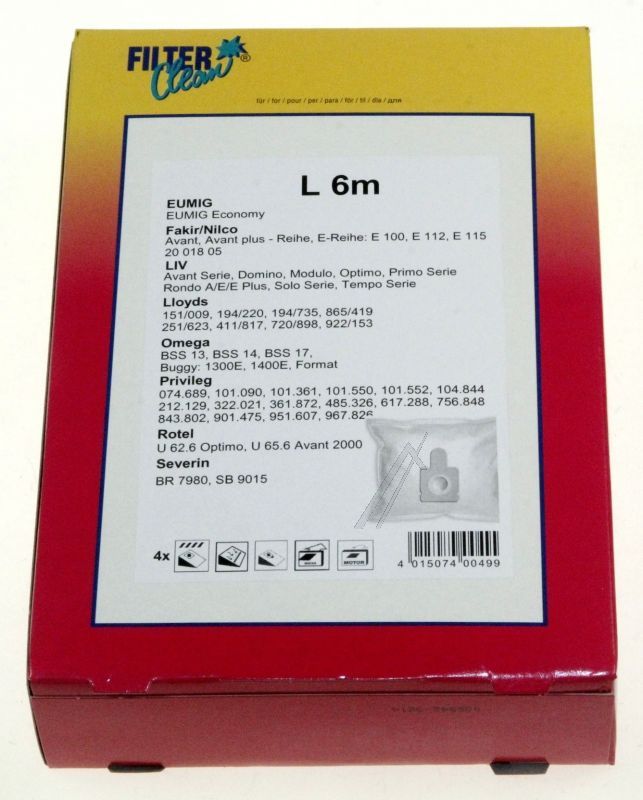 FILTER
Clean®
für / for / pour / per / para / för / til / dla / для
L 6m
EUMIG
EUMIG Economy
Fakir/Nilco
Avant, Avant plus - Reihe, E-Reihe: E 100, E 112, E 115
20 018 05
LIV
Avant Serie, Domino, Modulo, Optimo, Primo Serie
Rondo A/E/E Plus, Solo Serie, Tempo Serie
Lloyds
151/009, 194/220, 194/735, 865/419
251/623, 411/817, 720/898, 922/153
Omega
BSS 13, BSS 14, BSS 17,
Buggy: 1300E, 1400E, Format
Privileg
074.689, 101.090, 101.361, 101.550, 101.552, 104.844
212.129, 322.021, 361.872, 485.326, 617.288, 756.848
843.802, 901.475, 951.607, 967.826
Rotel
U 62.6 Optimo, U 65.6 Avant 2000
Severin
BR 7980, SB 9015
4x
MOTOR
4 015074 00499